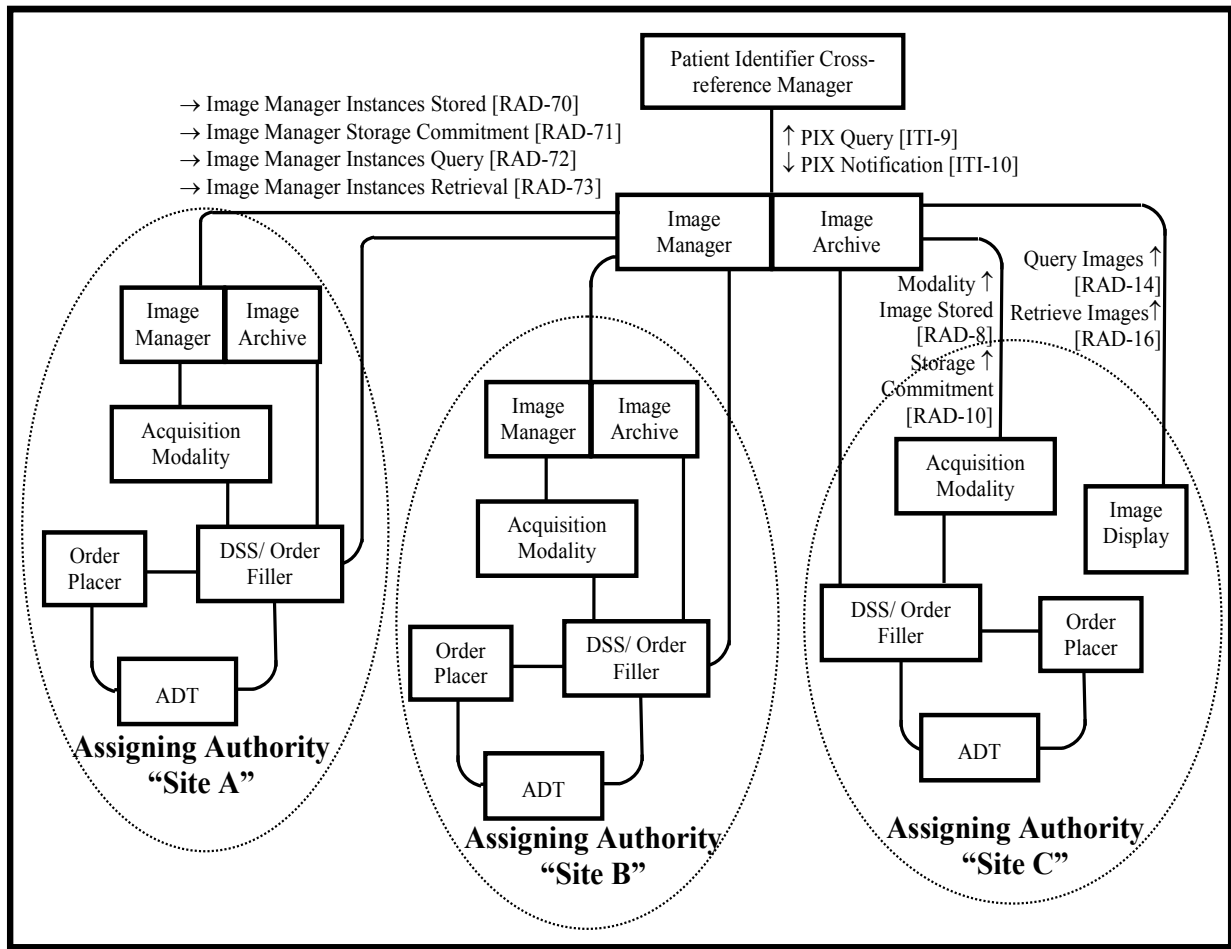 Patient Identifier Cross-
reference Manager
→ Image Manager Instances Stored [RAD-70]
→ Image Manager Storage Commitment [RAD-71]
→ Image Manager Instances Query [RAD-72]
→ Image Manager Instances Retrieval [RAD-73]
↑ PIX Query [ITI-9]
↓ PIX Notification [ITI-10]
Image
Manager
Image
Archive
Modality ↑
Image Stored
[RAD-8]
Storage ↑
Commitment
[RAD-10]
Query Images ↑
[RAD-14]
Retrieve Images↑
[RAD-16]
Image
Manager
Image
Archive
Acquisition
Modality
Order
Placer
DSS/ Order
Filler
ADT
Assigning Authority
“Site A”
Image
Manager
Image
Archive
Acquisition
Modality
Order
Placer
DSS/ Order
Filler
ADT
Assigning Authority
“Site B”
Acquisition
Modality
Image
Display
DSS/ Order
Filler
Order
Placer
ADT
Assigning Authority
“Site C”